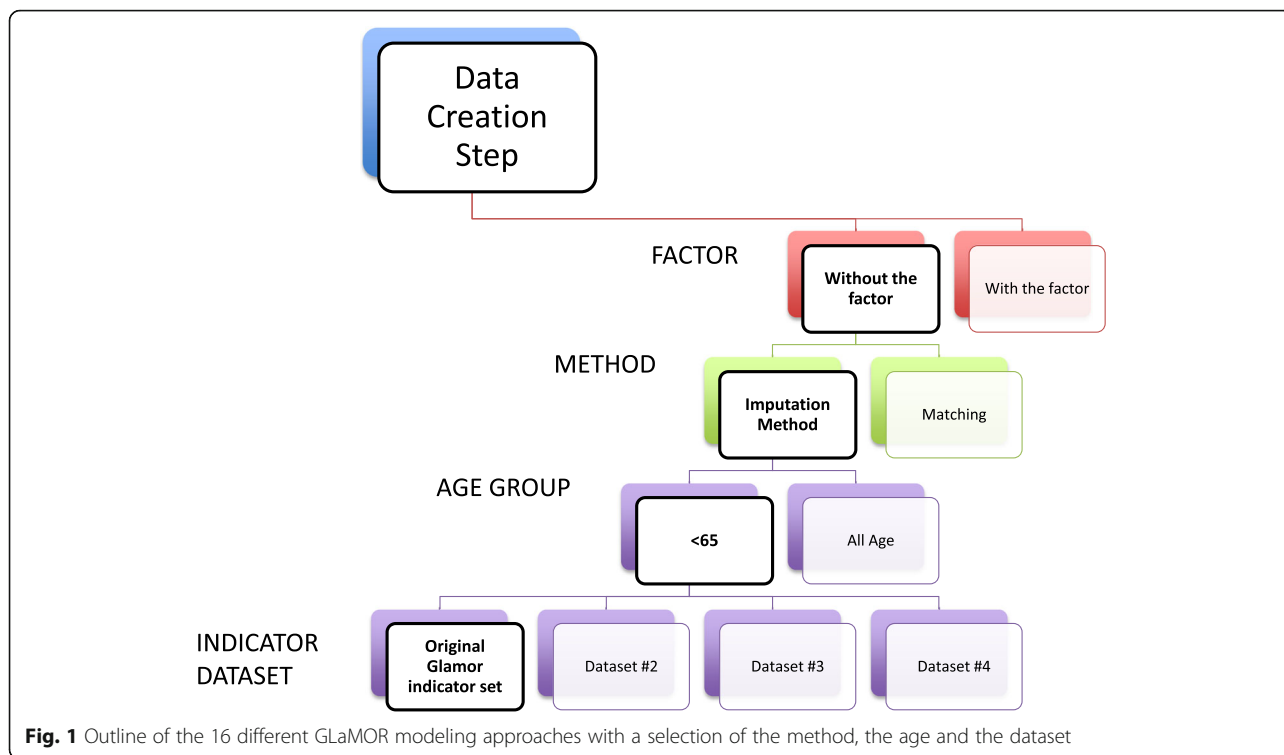 Data
Creation
Step
FACTOR
Without the
factor
With the factor
METHOD
Imputation
Method
Matching
AGE GROUP
<65
All Age
INDICATOR
DATASET
Original
Glamor
indicator set
Dataset #2
Dataset #3
Dataset #4
Fig. 1 Outline of the 16 different GLaMOR modeling approaches with a selection of the method, the age and the dataset